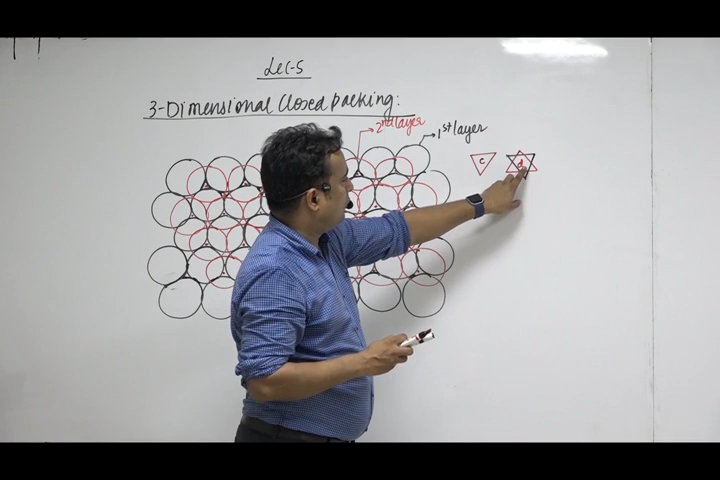 Lec-5
3-Dimensional Closed Packing:
2nd layer
1st layer
c
d